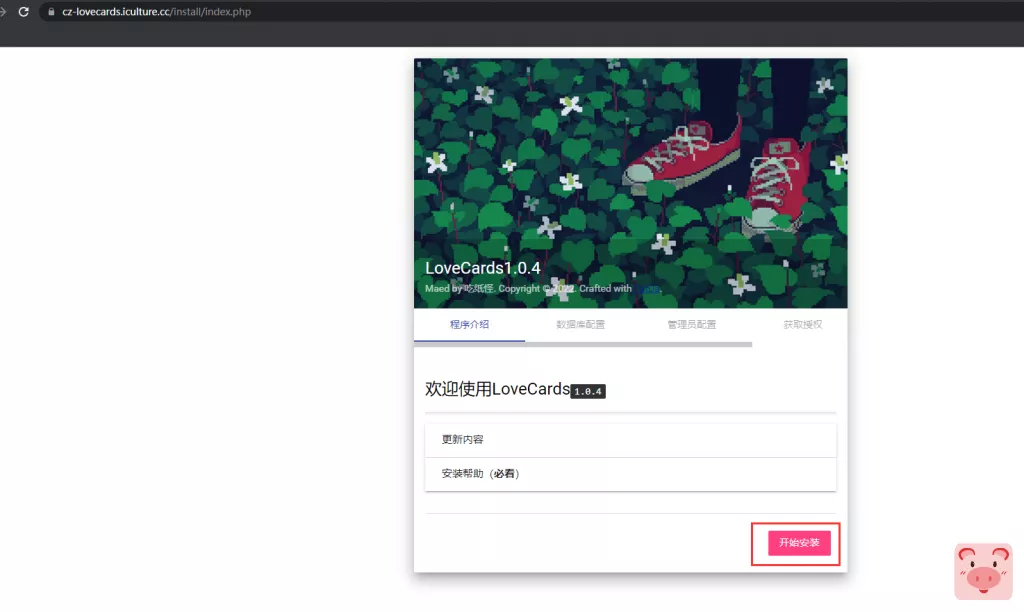 cz-lovecards.iculture.cc/install/index.php
LoveCards1.0.4
Maed by 吃纸怪. Copyright © 2022. Crafted with
程序介绍 数据库配置 管理员配置 获取授权
欢迎使用LoveCards 1.0.4
更新内容
安装帮助（必看）
开始安装